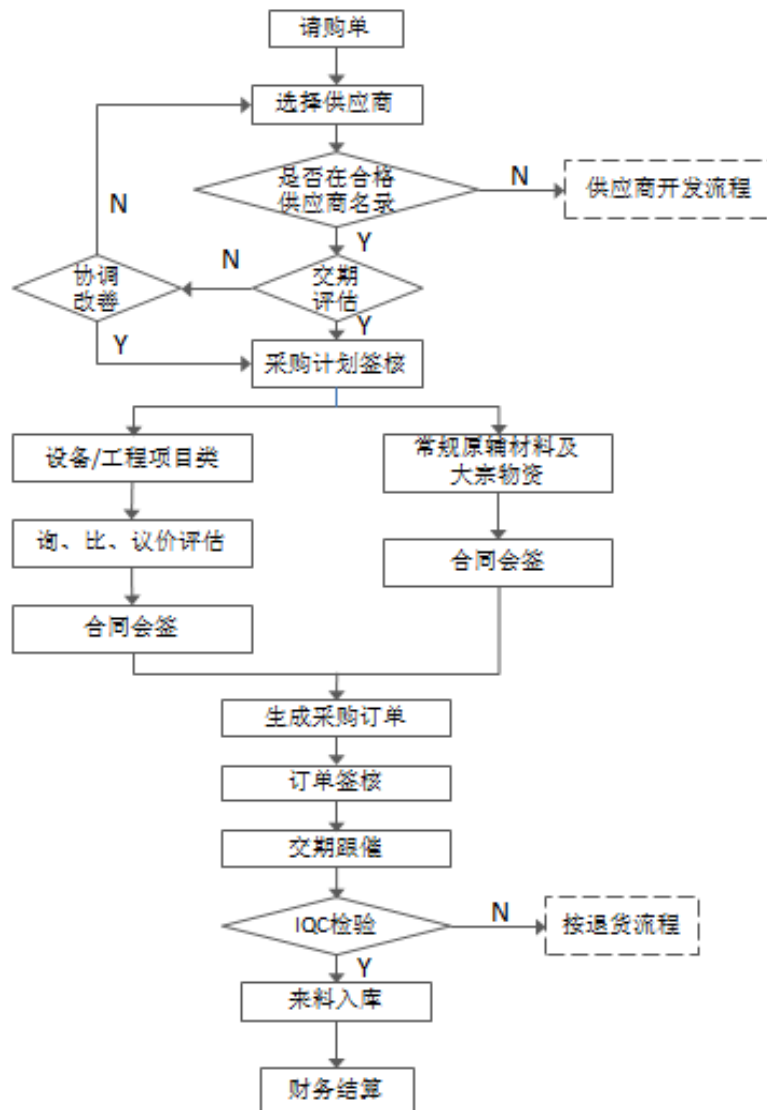 请购单
选择供应商
是否在合格
供应商名录
N
供应商开发流程
N
Y
协调
改善
N
交期
评估
Y
Y
采购计划签核
设备/工程项目类
常规原辅材料及
大宗物资
询、比、议价评估
合同会签
合同会签
生成采购订单
订单签核
交期跟催
IQC检验
N
按退货流程
Y
来料入库
财务结算